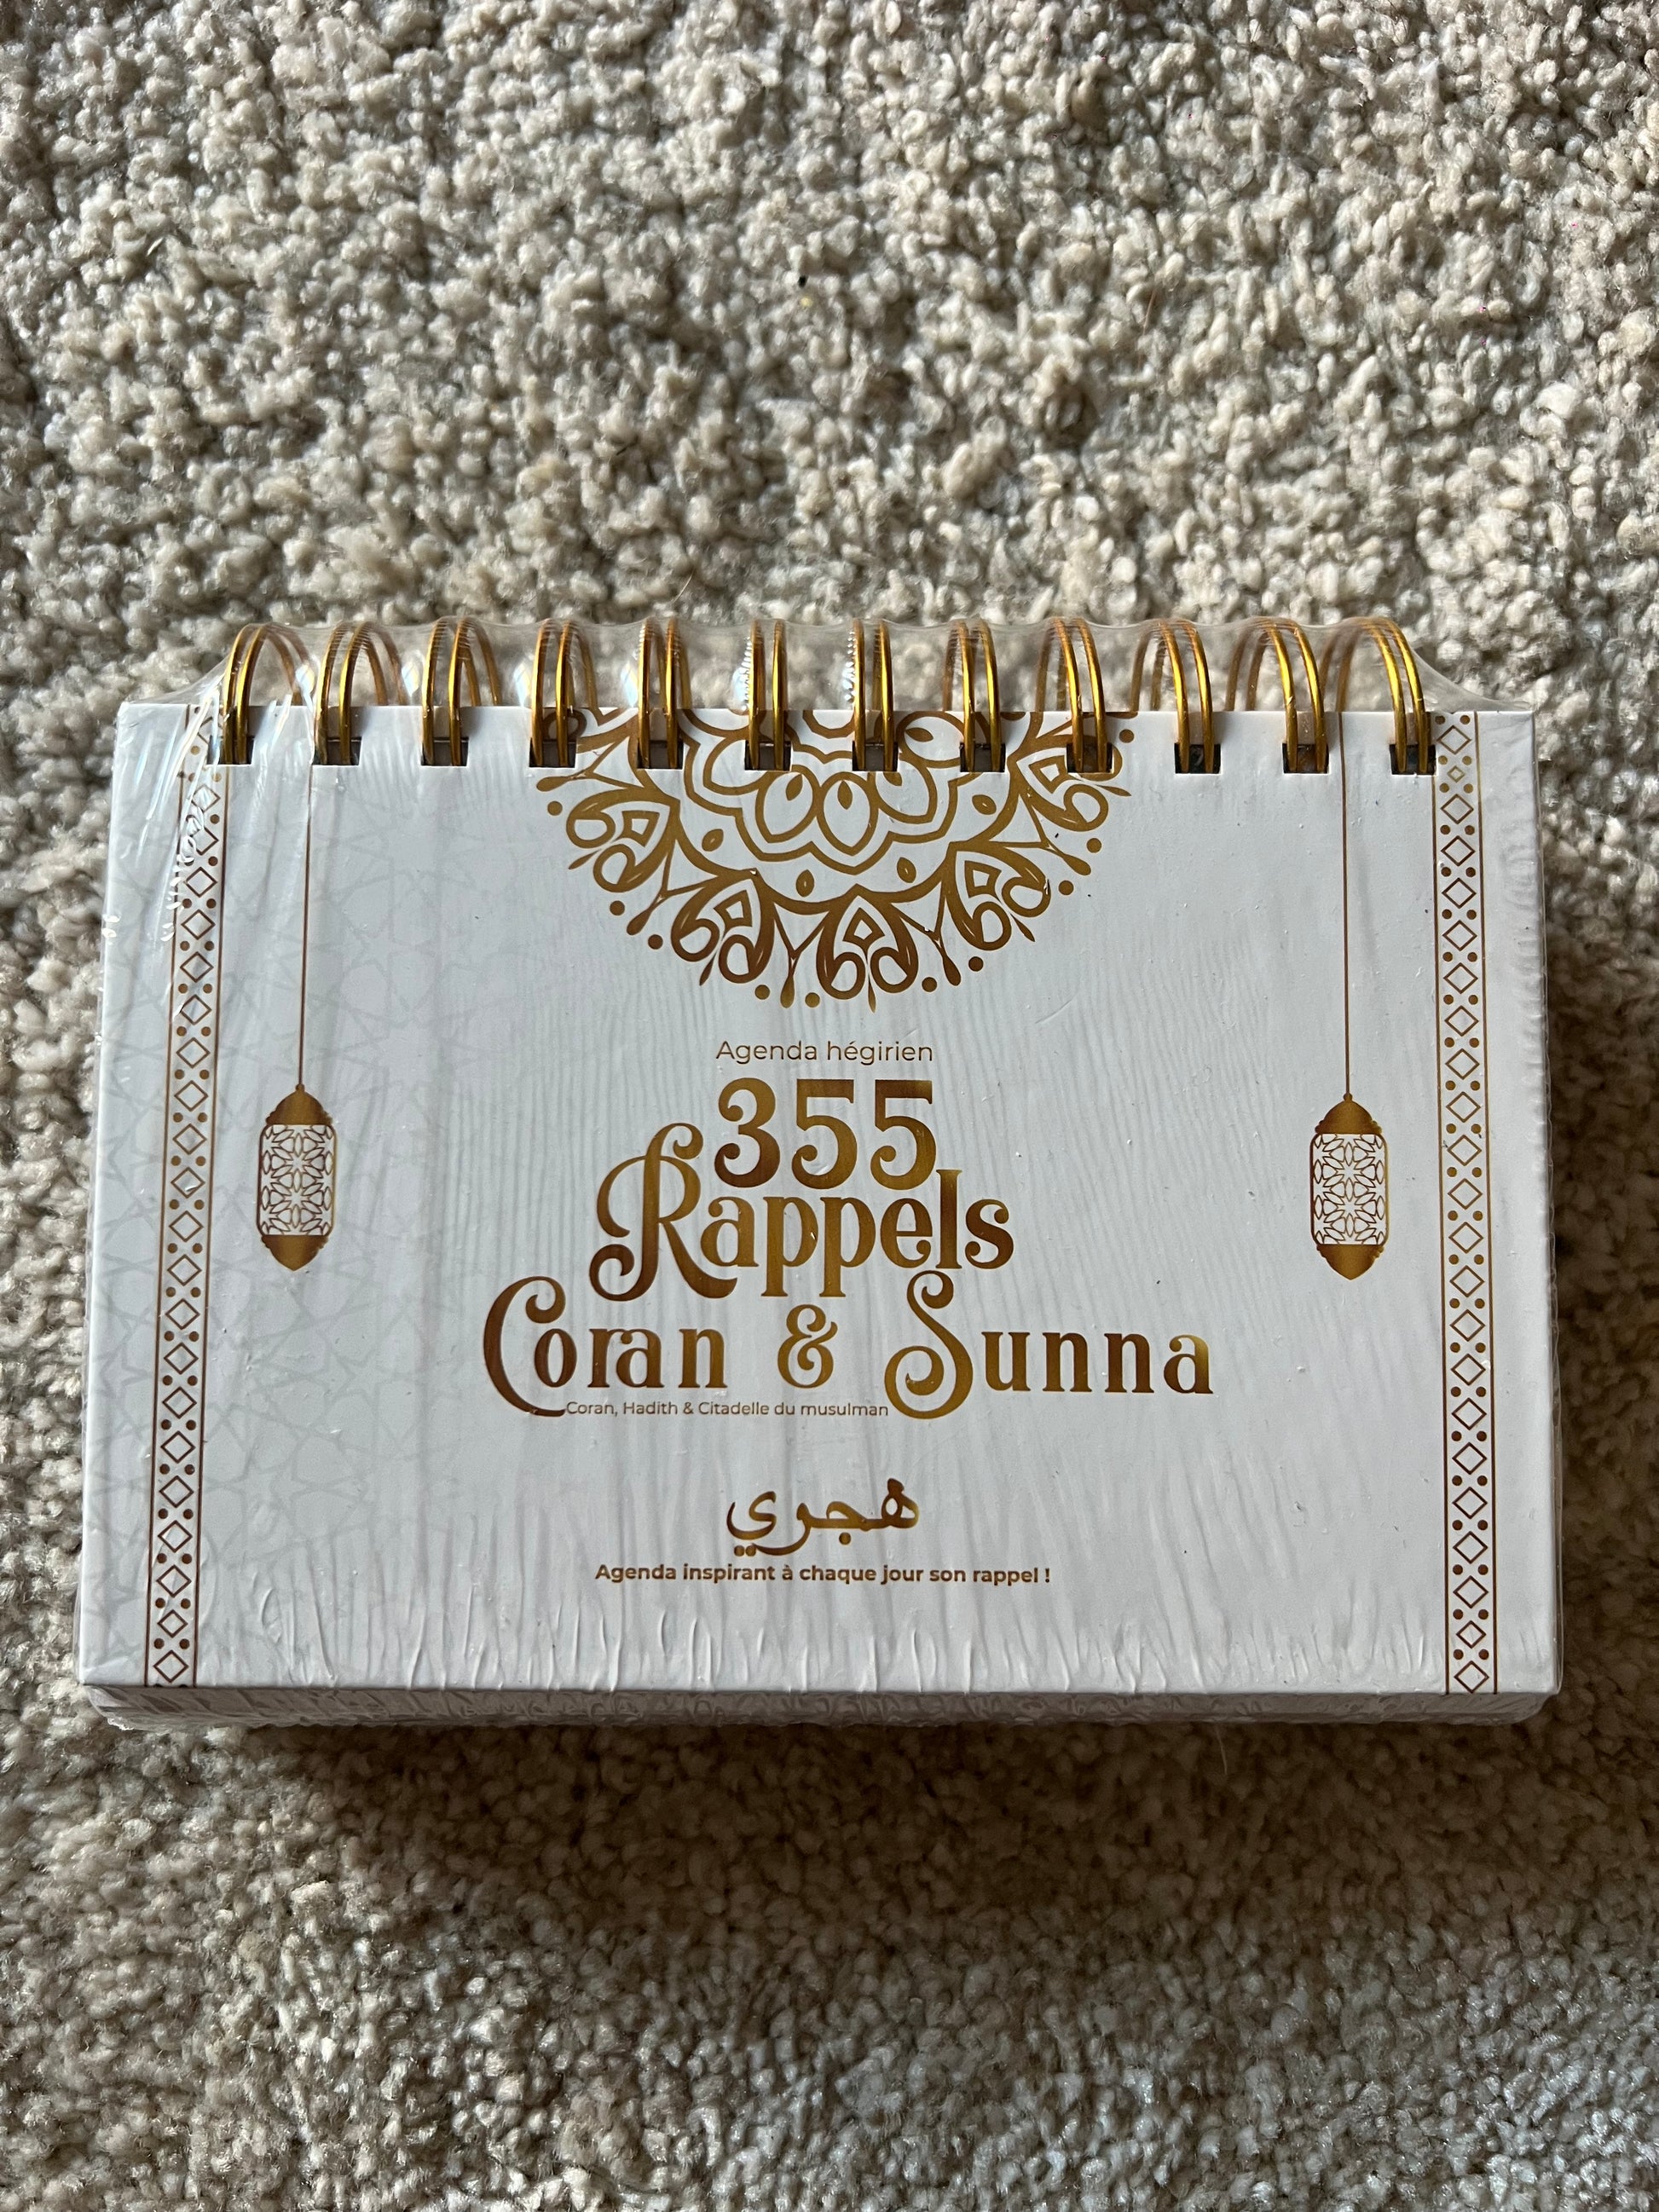 Agenda hégirien
355
Rappels
Coran & Sunna
Coran, Hadith & Citadelle du musulman
هجري
Agenda inspirant à chaque jour son rappel !